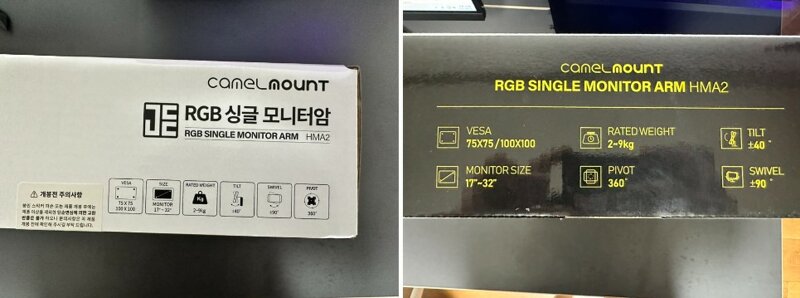 camelmount
RGB 싱글 모니터암
RGB SINGLE MONITOR ARM HMA2
VESA
75 X 75
100 X 100
SIZE
MONITOR
17"~32"
RATED WEIGHT
Kg
2-9kg
TILT
±40°
SWIVEL
±90°
PIVOT
360°
개봉전 주의사항
camelmount
RGB SINGLE MONITOR ARM HMA2
VESA
75X75/100X100
RATED WEIGHT
2-9kg
TILT
±40°
MONITOR SIZE
17"-32"
PIVOT
360°
SWIVEL
±90°